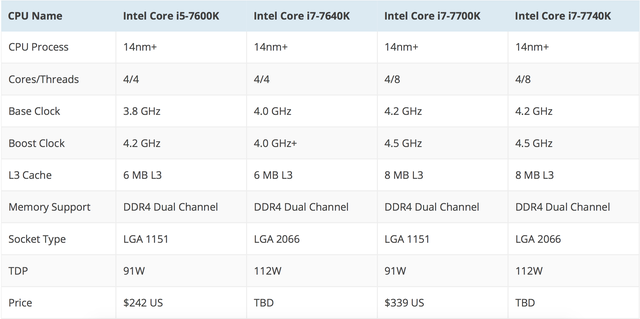 CPU Name Intel Core i5-7600K Intel Core i7-7640K Intel Core i7-7700K Intel Core i7-7740K
CPU Process 14nm+ 14nm+ 14nm+ 14nm+
Cores/Threads 4/4 4/4 4/8 4/8
Base Clock 3.8 GHz 4.0 GHz 4.2 GHz 4.2 GHz
Boost Clock 4.2 GHz 4.0 GHz+ 4.5 GHz 4.5 GHz
L3 Cache 6 MB L3 6 MB L3 8 MB L3 8 MB L3
Memory Support DDR4 Dual Channel DDR4 Dual Channel DDR4 Dual Channel DDR4 Dual Channel
Socket Type LGA 1151 LGA 2066 LGA 1151 LGA 2066
TDP 91W 112W 91W 112W
Price $242 US TBD $339 US TBD